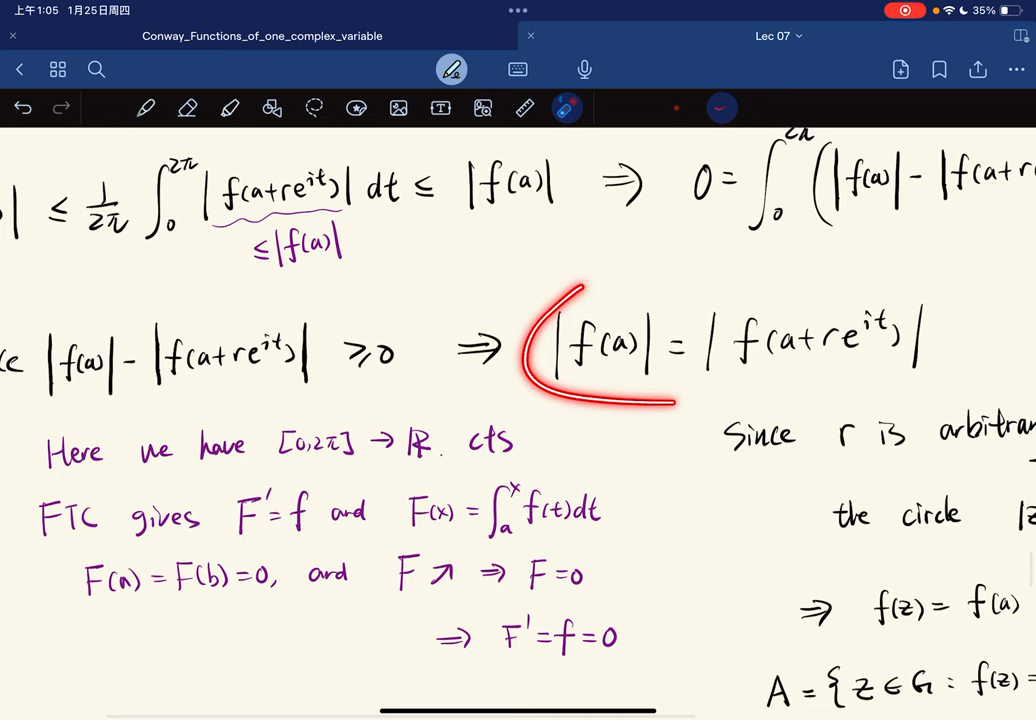 上午1:05 1月25日周四
35%
Conway_Functions_of_one_complex_variable
Lec 07
| ≤ 1/2π ∫₀^2π |f(a+re^it)| dt ≤ |f(a)| ⇒ 0 = ∫₀^2π (|f(a)| - |f(a+r
≤|f(a)|
|f(a)| - |f(a+re^it)| ≥0 ⇒ |f(a)| = |f(a+re^it)|
Here we have [0,2π] → ℝ. cts
Since r is arbitrar
FTC gives F'=f and F(x) = ∫ₐ^x f(t)dt
the circle |z
F(a) = F(b) = 0, and F ↗ ⇒ F=0
⇒ f(z) = f(a)
⇒ F'=f=0
A = {z ∈ G : f(z) =